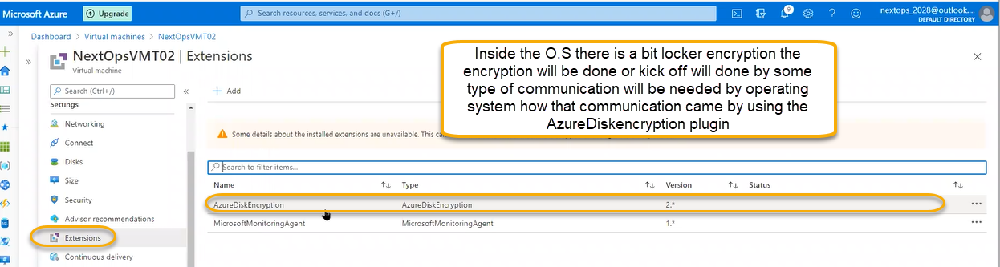 Microsoft Azure
Upgrade
Search resources, services, and docs (G+/)
9
nextops_2028@outlook....
DEFAULT DIRECTORY
Dashboard > Virtual machines > NextOpsVMT02
NextOpsVMT02 | Extensions
Virtual machine
Inside the O.S there is a bit locker encryption the
encryption will be done or kick off will done by some
type of communication will be needed by operating
system how that communication came by using the
AzureDiskencryption plugin
Search (Ctrl+/)
Add
Settings
Networking
Connect
Disks
Size
Security
Advisor recommendations
Extensions
Continuous delivery
Some details about the installed extensions are unavailable. This can
Search to filter items...
Name Type Version Status
AzureDiskEncryption AzureDiskEncryption 2.*
MicrosoftMonitoringAgent MicrosoftMonitoringAgent 1.*